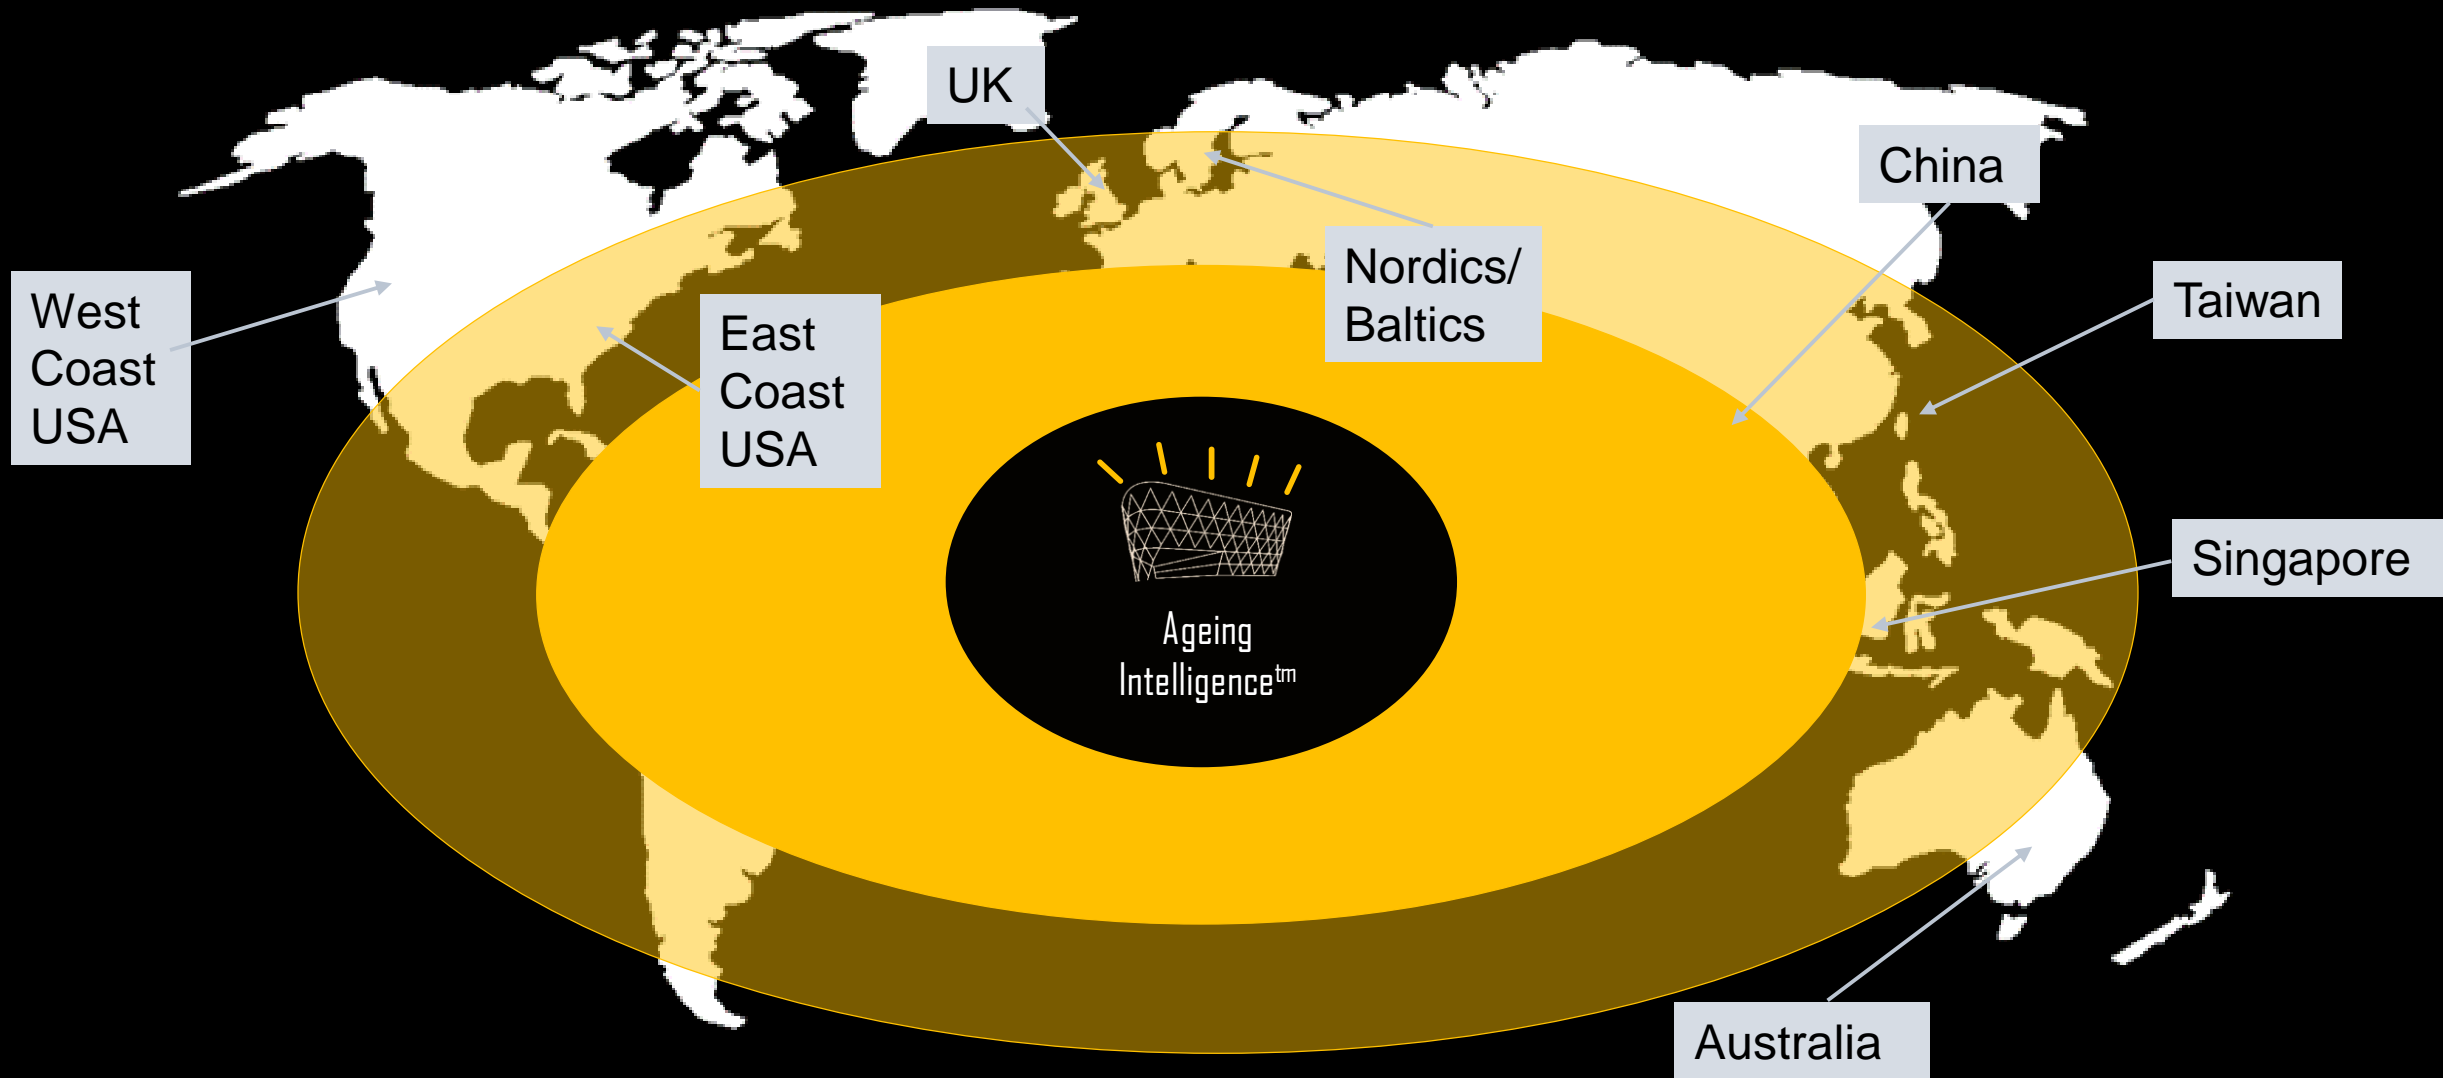 UK
China
Nordics/
Baltics
West
Coast
USA
East
Coast
USA
Taiwan
Singapore
Ageing
Intelligence™
Australia